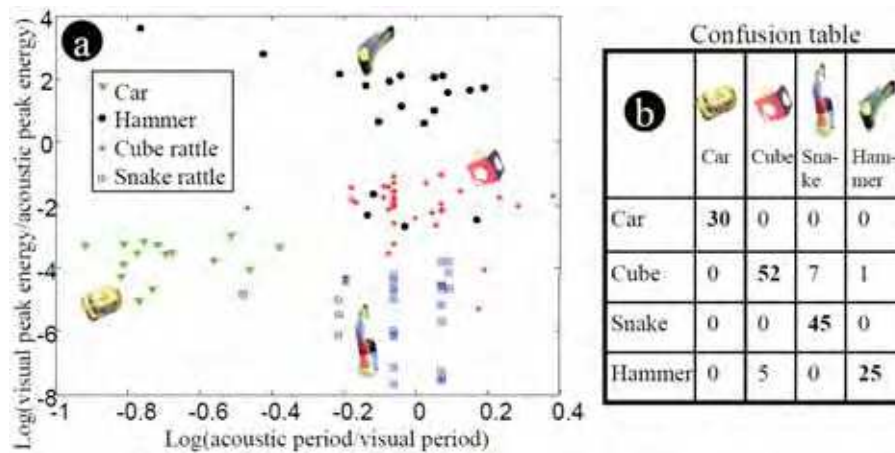 a
Log(visual peak energy/acoustic peak energy)
4
2
0
-2
-4
-6
-8
Car
Hammer
Cube rattle
Snake rattle
-1
-0.8
-0.6
-0.4
-0.2
0
0.2
0.4
Log(acoustic period/visual period)
Confusion table
b
Car
Cube
Sna-
ke
Ham-
mer
Car 30 0 0 0
Cube 0 52 7 1
Snake 0 0 45 0
Hammer 0 5 0 25